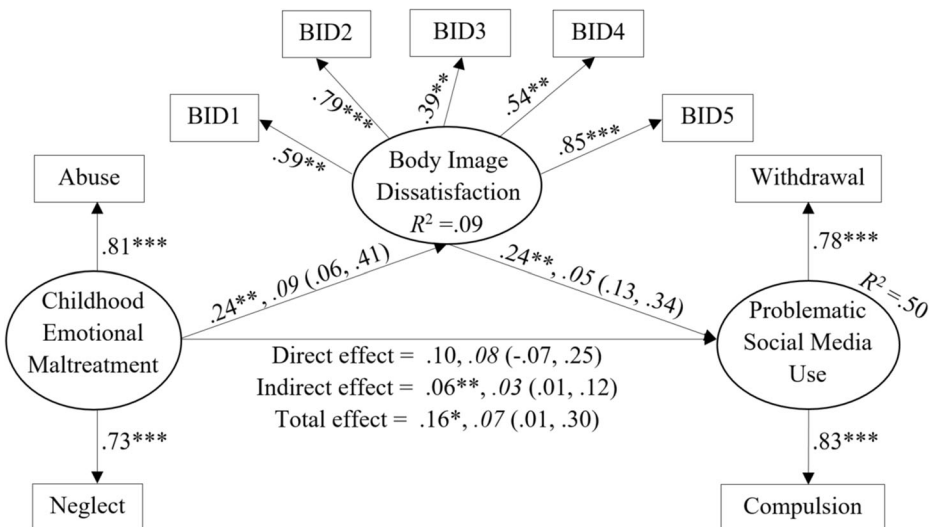 BID2
BID3
BID4
BID1
BID5
.59**
.79***
.39**
.54**
.85***
Body Image
Dissatisfaction
R² =.09
Abuse
.81***
Childhood
Emotional
Maltreatment
.73***
Neglect
.24**, .09 (.06, .41)
.24**, .05 (.13, .34)
Direct effect = .10, .08 (-.07, .25)
Indirect effect = .06**, .03 (.01, .12)
Total effect = .16*, .07 (.01, .30)
Withdrawal
.78***
R²=.50
Problematic
Social Media
Use
.83***
Compulsion